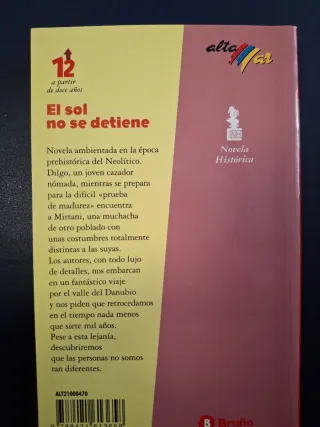 12
a partir
de doce años
alta
mar
El sol
no se detiene
Novela
Histórica
Novela ambientada en la época
prehistórica del Neolítico.
Dilgo, un joven cazador
nómada, mientras se prepara
para la difícil «prueba
de madurez» encuentra
a Mirtani, una muchacha
de otro poblado con
unas costumbres totalmente
distintas a las suyas.
Los autores, con todo lujo
de detalles, nos embarcan
en un fantástico viaje
por el valle del Danubio
y nos piden que retrocedamos
en el tiempo nada menos
que siete mil años.
Pese a esta lejanía,
descubriremos
que las personas no somos
tan diferentes.
ALT21000470
Bruño